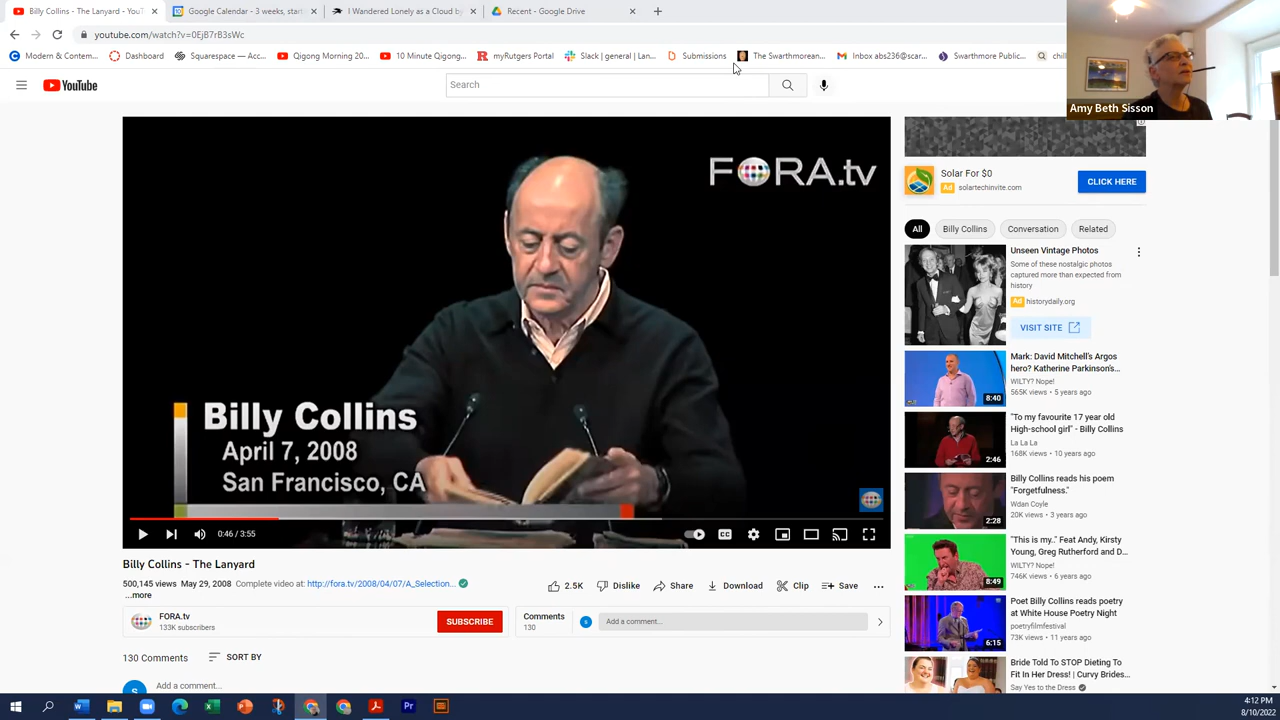 Billy Collins - The Lanyard - YouT
Google Calendar - 3 weeks, start
I Wandered Lonely as a Cloud by
Recent - Google Drive
youtube.com/watch?v=0EjB7rB3sWc
Modern & Contem...
Dashboard
Squarespace — Acc...
Qigong Morning 20...
10 Minute Qigong...
myRutgers Portal
Slack | general | Lan...
Submissions
The Swarthmorean...
Inbox abs236@scar...
Swarthmore Public...
chill
Amy Beth Sisson
YouTube
Search
FORA.tv
Billy Collins
April 7, 2008
San Francisco, CA
0:46 / 3:55
CC
Billy Collins - The Lanyard
500,145 views May 29, 2008 Complete video at: http://fora.tv/2008/04/07/A_Selection...
...more
2.5K
Dislike
Share
Download
Clip
Save
FORA.tv
133K subscribers
SUBSCRIBE
Comments
130
Add a comment...
130 Comments
SORT BY
Add a comment...
Solar For $0
Ad solartechinvite.com
CLICK HERE
All
Billy Collins
Conversation
Related
Unseen Vintage Photos
Some of these nostalgic photos
captured more than expected from
history
Ad historydaily.org
VISIT SITE
Mark: David Mitchell's Argos
hero? Katherine Parkinson's...
WILTY? Nope!
565K views • 5 years ago
8:40
"To my favourite 17 year old
High-school girl" - Billy Collins
La La La
168K views • 10 years ago
2:46
Billy Collins reads his poem
"Forgetfulness."
Wdan Coyle
20K views • 3 years ago
2:28
"This is my.." Feat Andy, Kirsty
Young, Greg Rutherford and D...
WILTY? Nope!
746K views • 6 years ago
8:49
Poet Billy Collins reads poetry
at White House Poetry Night
poetryfilmfestival
73K views • 11 years ago
6:15
Bride Told To STOP Dieting To
Fit In Her Dress! | Curvy Brides...
Say Yes to the Dress
4:12 PM
8/10/2022